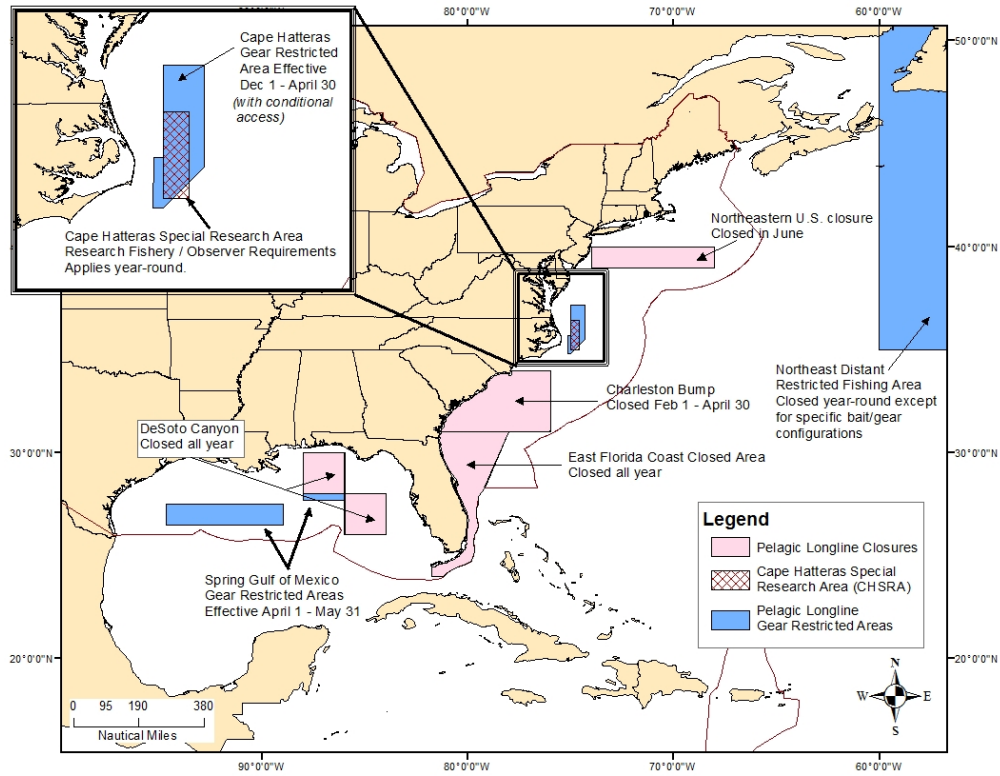 80°0'0"W
70°0'0"W
60°0'0"W
Cape Hatteras
Gear Restricted
Area Effective
Dec 1 - April 30
(with conditional
access)
Cape Hatteras Special Research Area
Research Fishery / Observer Requirements
Applies year-round.
50°0'0"N
Northeastern U.S. closure
Closed in June
40°0'0"N
Northeast Distant
Restricted Fishing Area
Closed year-round except
for specific bait/gear
configurations
Charleston Bump
Closed Feb 1 - April 30
DeSoto Canyon
Closed all year
East Florida Coast Closed Area
Closed all year
30°0'0"N
30°0'0"N
Spring Gulf of Mexico
Gear Restricted Areas
Effective April 1 - May 31
Legend
Pelagic Longline Closures
Cape Hatteras Special
Research Area (CHSRA)
Pelagic Longline
Gear Restricted Areas
20°0'0"N
20°0'0"N
N
W
E
S
0 95 190 380
Nautical Miles
90°0'0"W
80°0'0"W
70°0'0"W
60°0'0"W